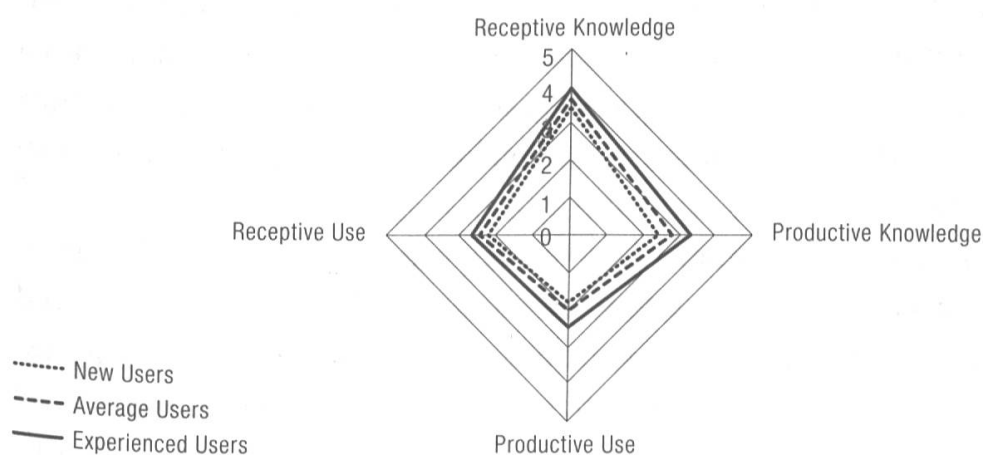 Receptive Knowledge
5
4
3
2
1
0
Receptive Use
Productive Knowledge
New Users
Average Users
Experienced Users
Productive Use